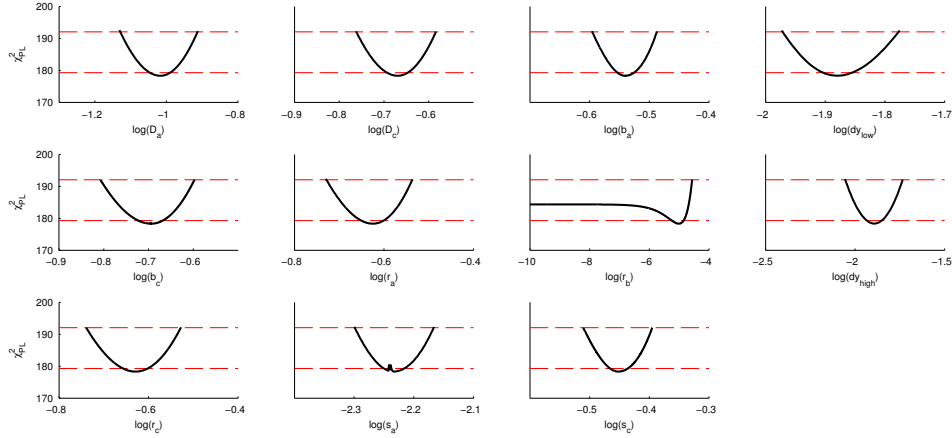 200
190
180
170
χ²PL
−1.2 −1 −0.8
log(Da)
−0.9 −0.8 −0.7 −0.6
log(Dc)
−0.6 −0.5 −0.4
log(ba)
−2 −1.9 −1.8 −1.7
log(dylow)
200
190
180
170
χ²PL
−0.9 −0.8 −0.7 −0.6
log(bc)
−0.8 −0.6 −0.4
log(ra)
−10 −8 −6 −4
log(rb)
−2.5 −2 −1.5
log(dyhigh)
200
190
180
170
χ²PL
−0.8 −0.6 −0.4
log(rc)
−2.3 −2.2 −2.1
log(sa)
−0.5 −0.4 −0.3
log(sc)